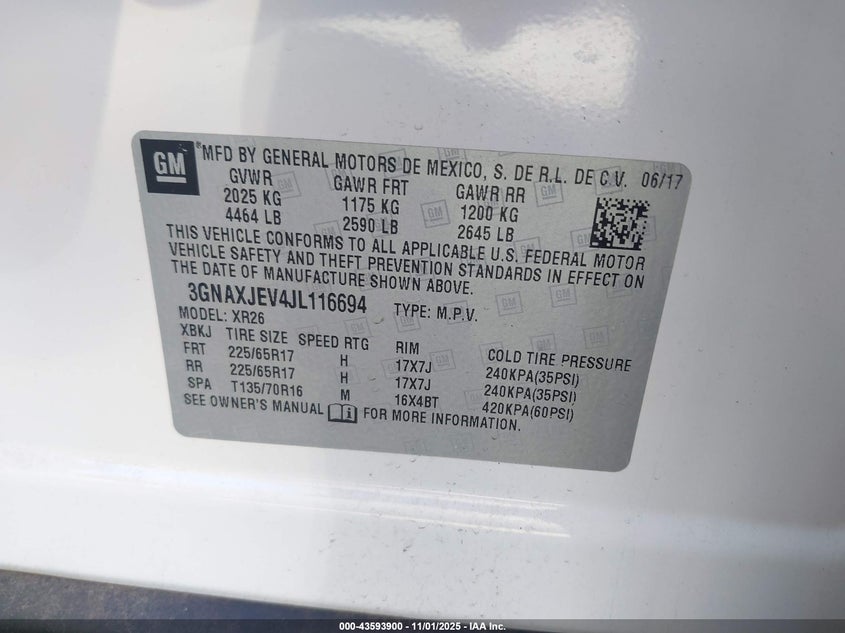 GM
®MFD BY GENERAL MOTORS DE MEXICO, S. DE R.L. DE C.V. 06/17
GVWR GAWR FRT GAWR RR
2025 KG 1175 KG 1200 KG
4464 LB 2590 LB 2645 LB
THIS VEHICLE CONFORMS TO ALL APPLICABLE U.S. FEDERAL MOTOR
VEHICLE SAFETY AND THEFT PREVENTION STANDARDS IN EFFECT ON
THE DATE OF MANUFACTURE SHOWN ABOVE.
3GNAXJEV4JL116694 TYPE: M.P.V.
MODEL: XR26
XBKJ TIRE SIZE SPEED RTG RIM COLD TIRE PRESSURE
FRT 225/65R17 H 17X7J 240KPA(35PSI)
RR 225/65R17 H 17X7J 240KPA(35PSI)
SPA T135/70R16 M 16X4BT 420KPA(60PSI)
SEE OWNER'S MANUAL FOR MORE INFORMATION.
000-43593900 - 11/01/2025 - IAA Inc.